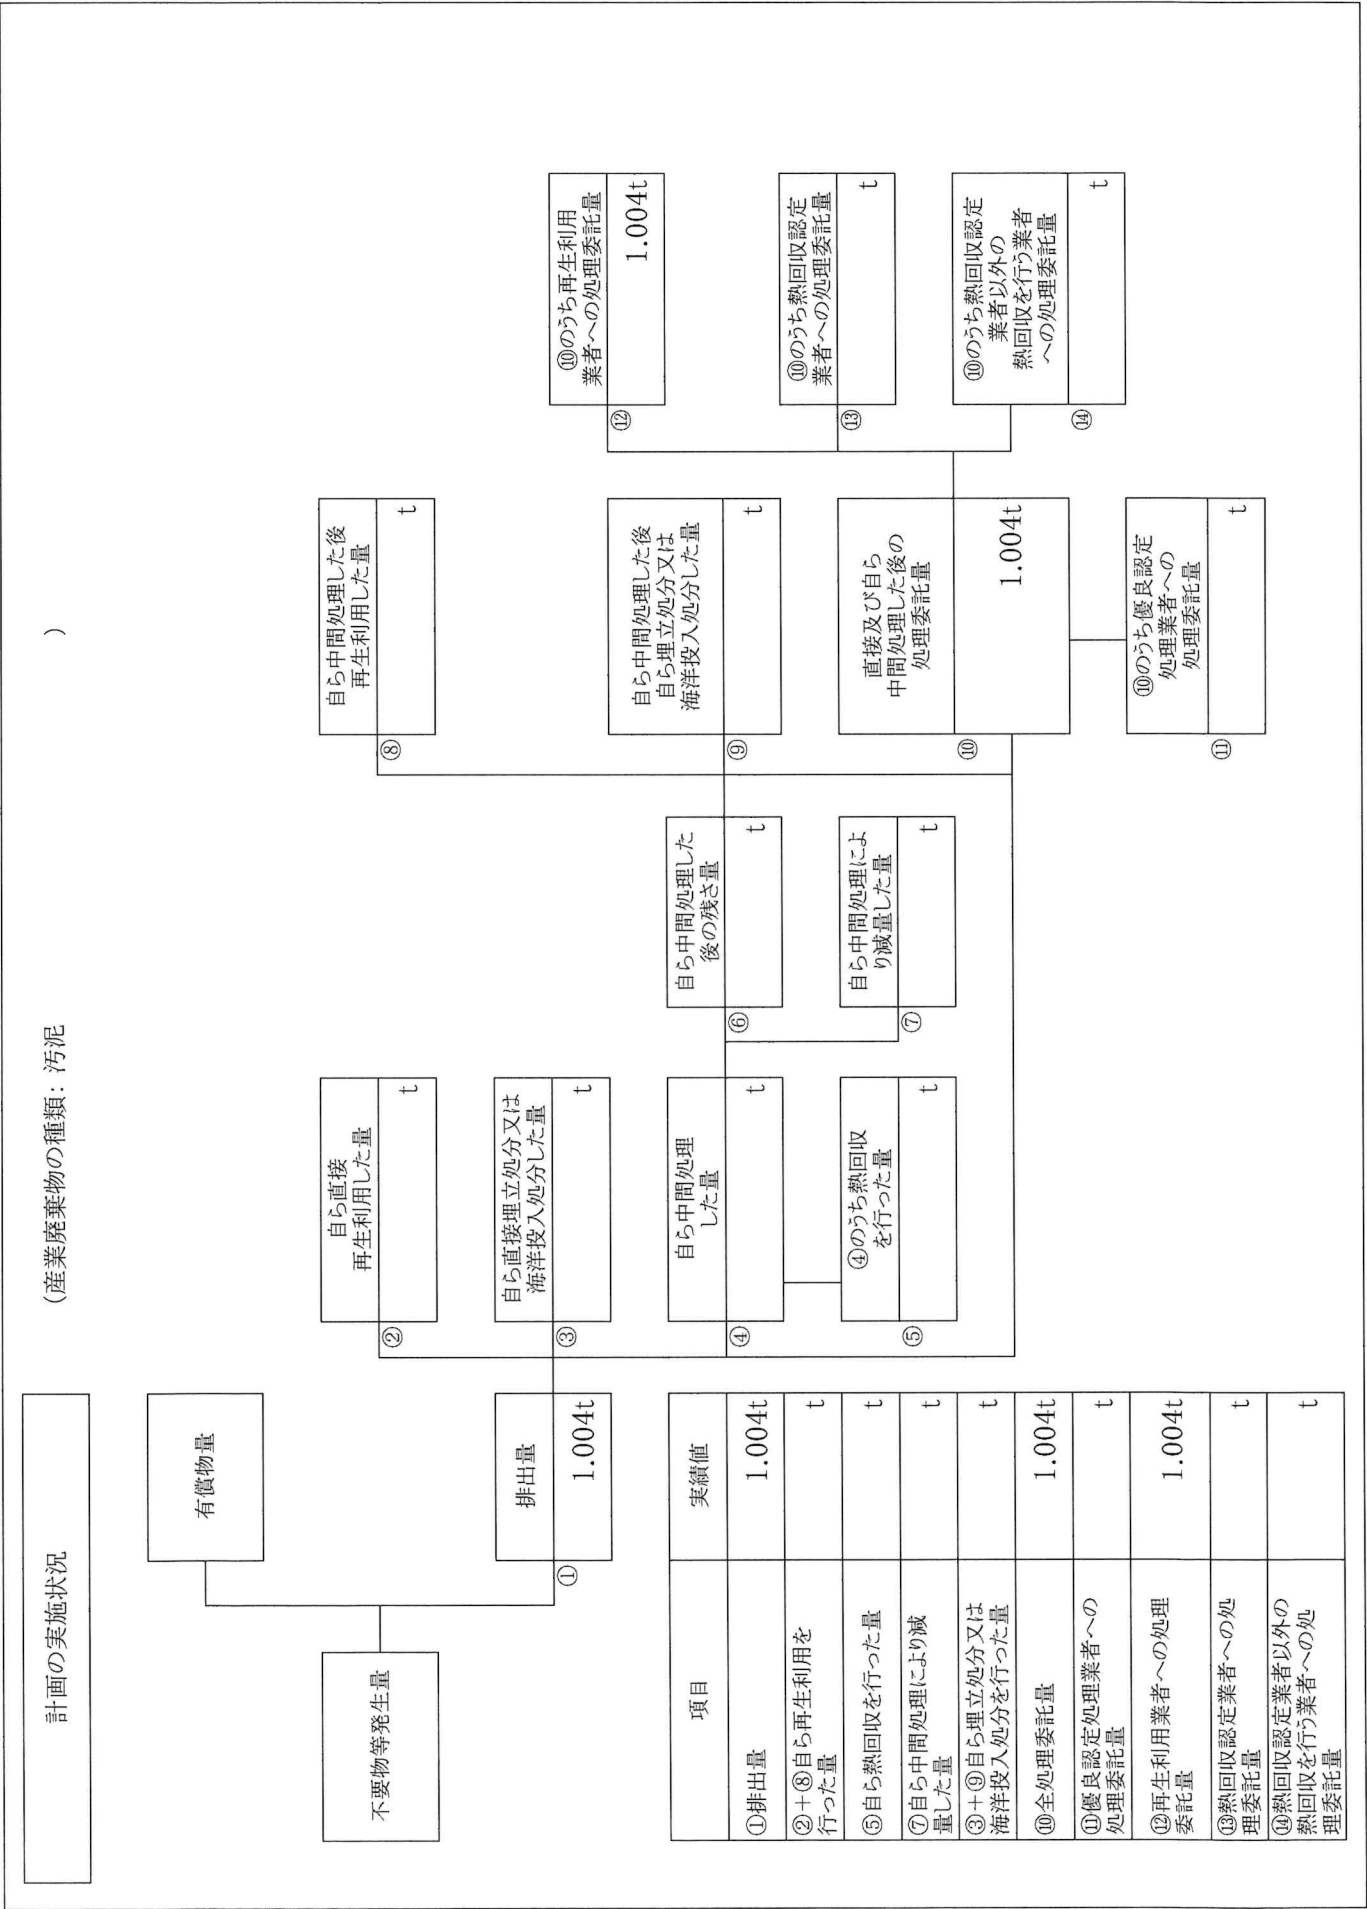 計画の実施状況
（産業廃棄物の種類：汚泥
）
不要物等発生量
有償物量
①
排出量
1.004t
②
自ら直接
再生利用した量
t
③
自ら直接埋立処分又は
海洋投入処分した量
t
④
自ら中間処理
した量
t
⑤
④のうち熱回収
を行った量
t
⑥
自ら中間処理した
後の残さ量
t
⑦
自ら中間処理によ
り減量した量
t
⑧
自ら中間処理した後
再生利用した量
t
⑨
自ら中間処理した後
自ら埋立処分又は
海洋投入処分した量
t
⑩
直接及び自ら
中間処理した後の
処理委託量
1.004t
⑪
⑩のうち優良認定
処理業者への
処理委託量
t
⑫
⑩のうち再生利用
業者への処理委託量
1.004t
⑬
⑩のうち熱回収認定
業者への処理委託量
t
⑭
⑩のうち熱回収認定
業者以外の
熱回収を行う業者
への処理委託量
t
項目 実績値
①排出量 1.004t
②＋⑧自ら再生利用を
行った量 t
⑤自ら熱回収を行った量 t
⑦自ら中間処理により減
量した量 t
③＋⑨自ら埋立処分又は
海洋投入処分を行った量 t
⑩全処理委託量 1.004t
⑪優良認定処理業者への
処理委託量 t
⑫再生利用業者への処理
委託量 1.004t
⑬熱回収認定業者への処
理委託量 t
⑭熱回収認定業者以外の
熱回収を行う業者への処
理委託量 t